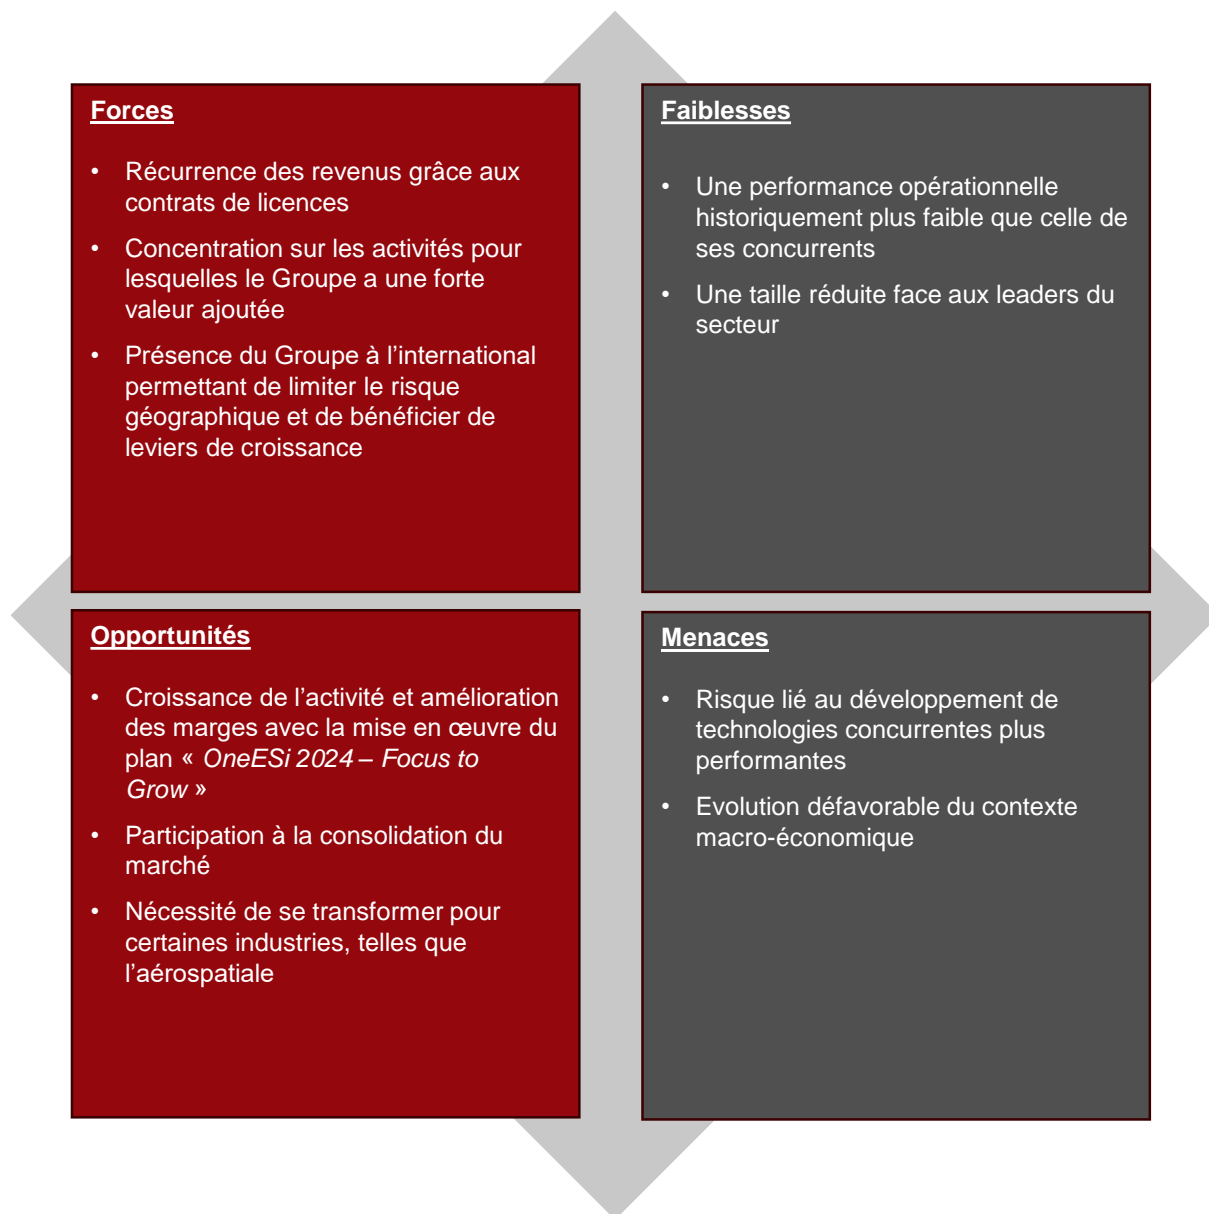 Forces
• Récurrence des revenus grâce aux
contrats de licences
• Concentration sur les activités pour
lesquelles le Groupe a une forte
valeur ajoutée
• Présence du Groupe à l’international
permettant de limiter le risque
géographique et de bénéficier de
leviers de croissance
Faiblesses
• Une performance opérationnelle
historiquement plus faible que celle de
ses concurrents
• Une taille réduite face aux leaders du
secteur
Opportunités
• Croissance de l’activité et amélioration
des marges avec la mise en œuvre du
plan « OneESi 2024 – Focus to
Grow »
• Participation à la consolidation du
marché
• Nécessité de se transformer pour
certaines industries, telles que
l’aérospatiale
Menaces
• Risque lié au développement de
technologies concurrentes plus
performantes
• Evolution défavorable du contexte
macro-économique